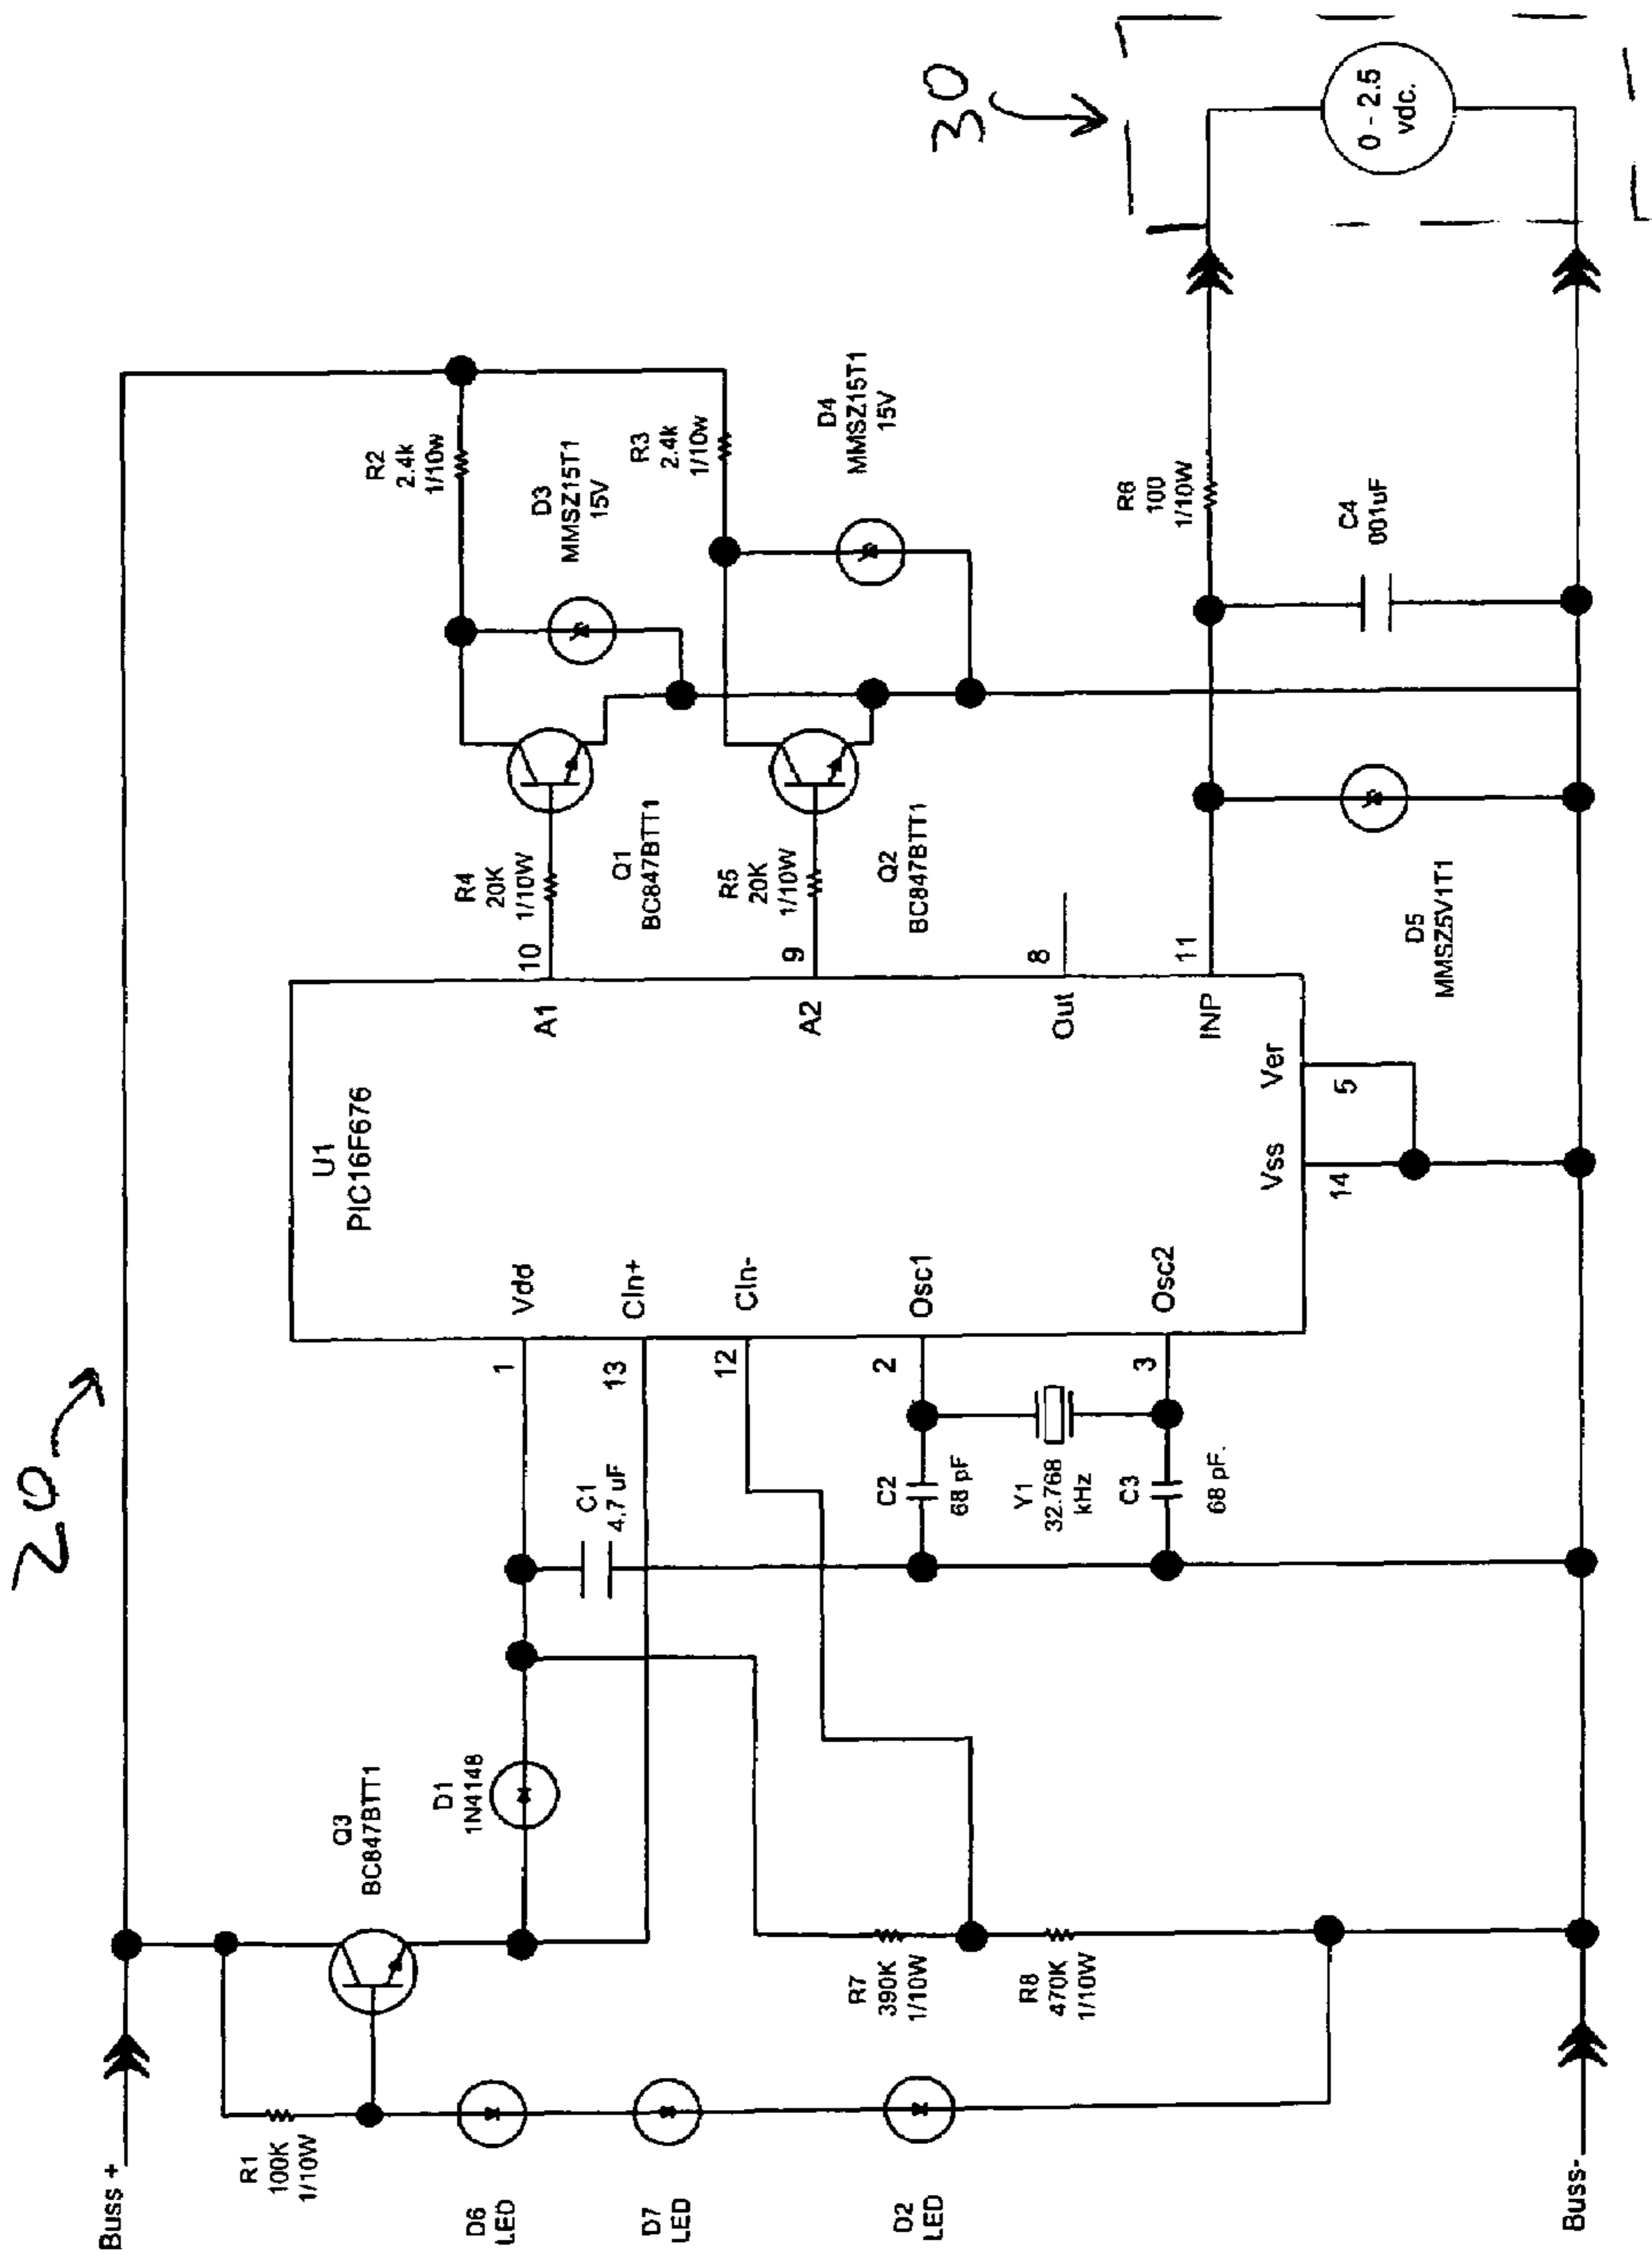 20
30
Buss +
R1
100K
1/10W
D6
LED
D7
LED
D2
LED
Buss-
Q3
BC847BTT1
D1
1N4148
R7
390K
1/10W
R8
470K
1/10W
C1
4.7 uF
C2
68 pF
Y1
32.768
kHz
C3
68 pF.
1
13
12
2
3
Vdd
CIn+
CIn-
Osc1
Osc2
U1
PIC16F676
Vss
14
Ver
5
A1
A2
Out
INP
10
9
8
11
R4
20K
1/10W
Q1
BC847BTT1
R5
20K
1/10W
Q2
BC847BTT1
D5
MMSZ5V1T1
R2
2.4k
1/10w
D3
MMSZ15T1
15V
R3
2.4k
1/10w
D4
MMSZ15T1
15V
R6
100
1/10W
C4
001uF
0 - 2.5
vdc.